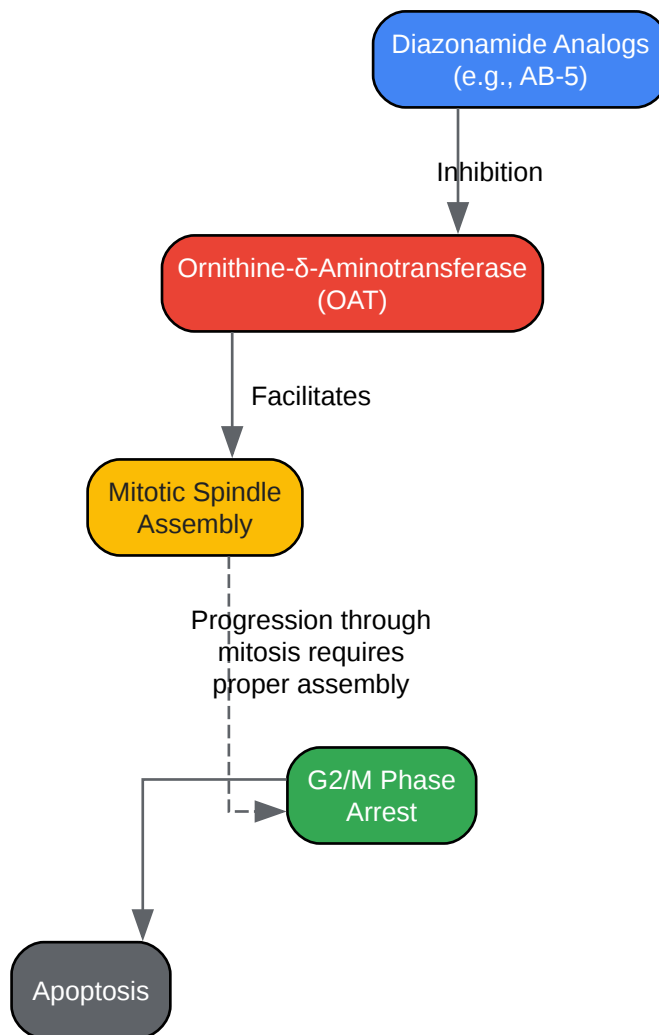 Diazonamide Analogs
(e.g., AB-5)
Inhibition
Ornithine-δ-Aminotransferase
(OAT)
Facilitates
Mitotic Spindle
Assembly
Progression through
mitosis requires
proper assembly
G2/M Phase
Arrest
Apoptosis